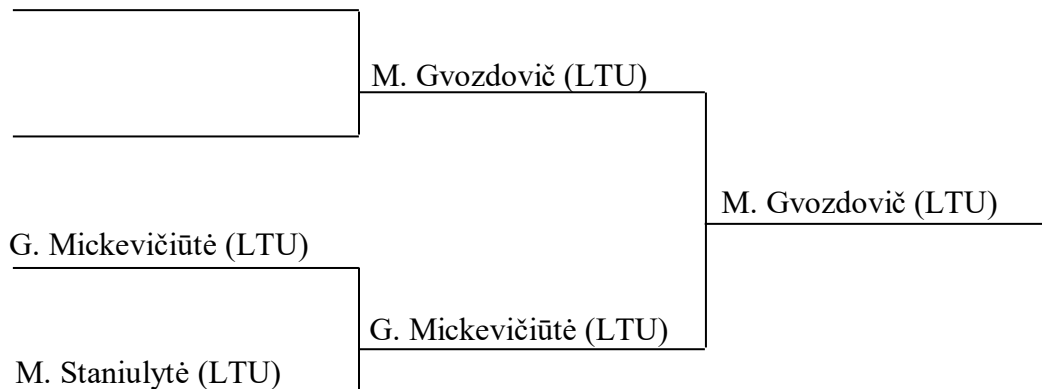 M. Gvozdovič (LTU)
M. Gvozdovič (LTU)
G. Mickevičiūtė (LTU)
G. Mickevičiūtė (LTU)
M. Staniulytė (LTU)